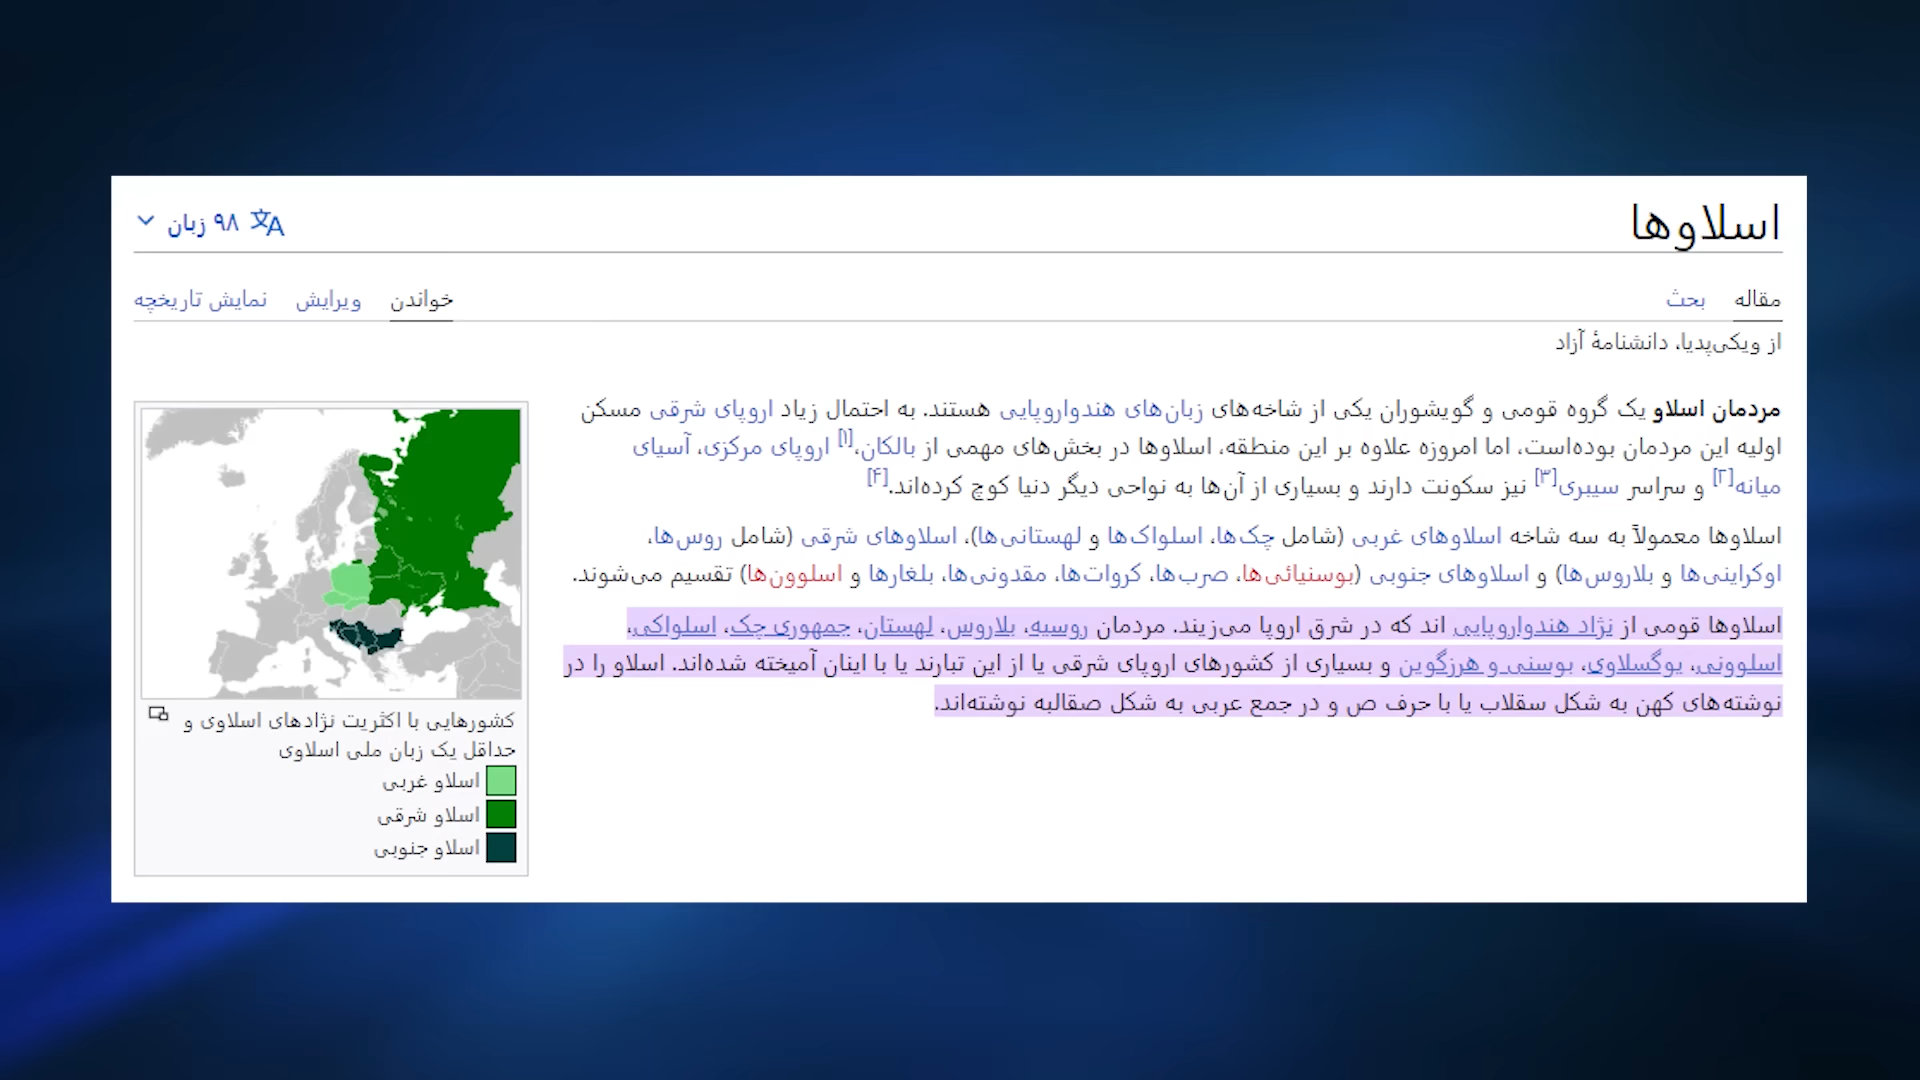 اسلاوها
۹۸ زبان
مقاله
بحث
خواندن
ویرایش
نمایش تاریخچه
از ویکی‌پدیا، دانشنامهٔ آزاد
مردمان اسلاو یک گروه قومی و گویشوران یکی از شاخه‌های زبان‌های هندواروپایی هستند. به احتمال زیاد اروپای شرقی مسکن
اولیه این مردمان بوده‌است، اما امروزه علاوه بر این منطقه، اسلاوها در بخش‌های مهمی از بالکان،[۱] اروپای مرکزی، آسیای
میانه[۲] و سراسر سیبری[۳] نیز سکونت دارند و بسیاری از آن‌ها به نواحی دیگر دنیا کوچ کرده‌اند.[۴]
اسلاوها معمولاً به سه شاخه اسلاوهای غربی (شامل چک‌ها، اسلواک‌ها و لهستانی‌ها)، اسلاوهای شرقی (شامل روس‌ها،
اوکراینی‌ها و بلاروس‌ها) و اسلاوهای جنوبی (بوسنیائی‌ها، صرب‌ها، کروات‌ها، مقدونی‌ها، بلغارها و اسلوون‌ها) تقسیم می‌شوند.
اسلاوها قومی از نژاد هندواروپایی اند که در شرق اروپا می‌زیند. مردمان روسیه، بلاروس، لهستان، جمهوری چک، اسلواکی،
اسلوونی، یوگسلاوی، بوسنی و هرزگوین و بسیاری از کشورهای اروپای شرقی یا از این تبارند یا با اینان آمیخته شده‌اند. اسلاو را در
نوشته‌های کهن به شکل سقلاب یا با حرف ص و در جمع عربی به شکل صقالبه نوشته‌اند.
کشورهایی با اکثریت نژادهای اسلاوی و
حداقل یک زبان ملی اسلاوی
اسلاو غربی
اسلاو شرقی
اسلاو جنوبی